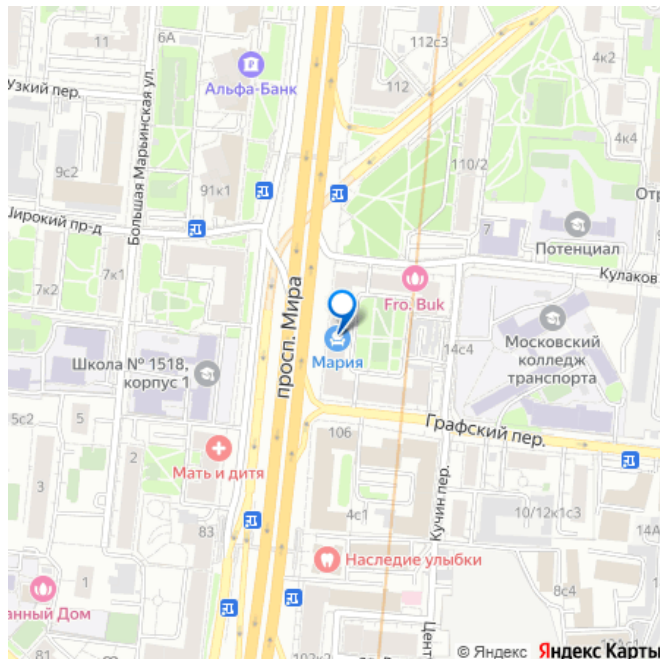 11
6А
112с3
4к2
Узкий пер.
Альфа-Банк
112
4к4
9с2
Большая Марьинская ул.
91к1
110/2
Широкий пр-д
7
Потенциал
7к1
7к2
просп. Мира
Кулаков
Fro. Buk
Мария
14с4
Московский
колледж
транспорта
Школа № 1518,
корпус 1
5с2
5
2
3
Мать и дитя
106
Графский пер.
Кучин пер.
83
4с1
10/12к1с3
14А
Наследие улыбки
1
8с4
анный Дом
81
102к2
Цент
© Яндекс
Яндекс Карты